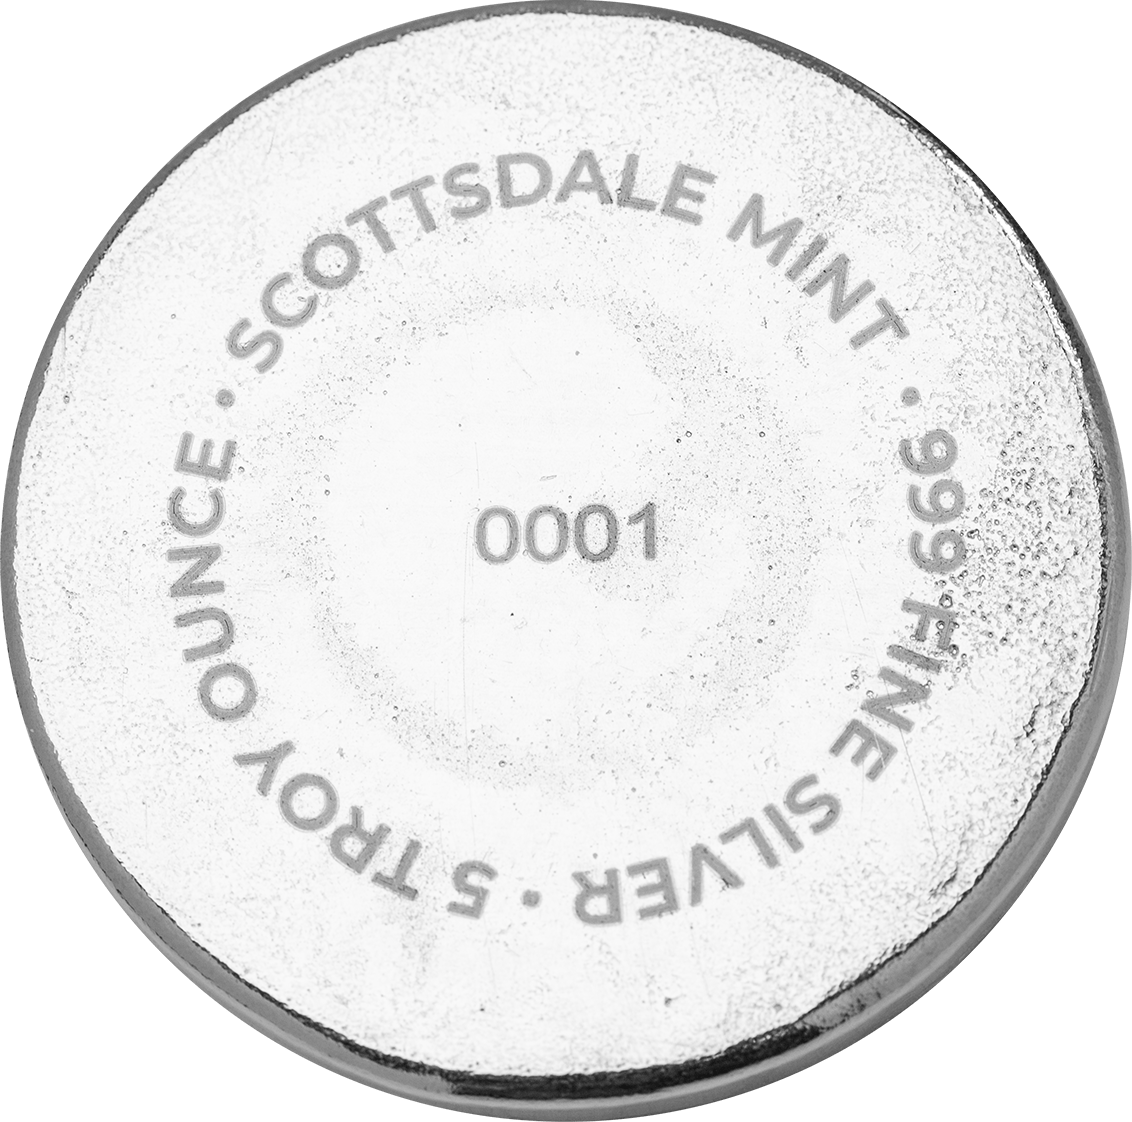 SCOTTSDALE MINT · 999 FINE SILVER · 5 TROY OUNCE ·
0001